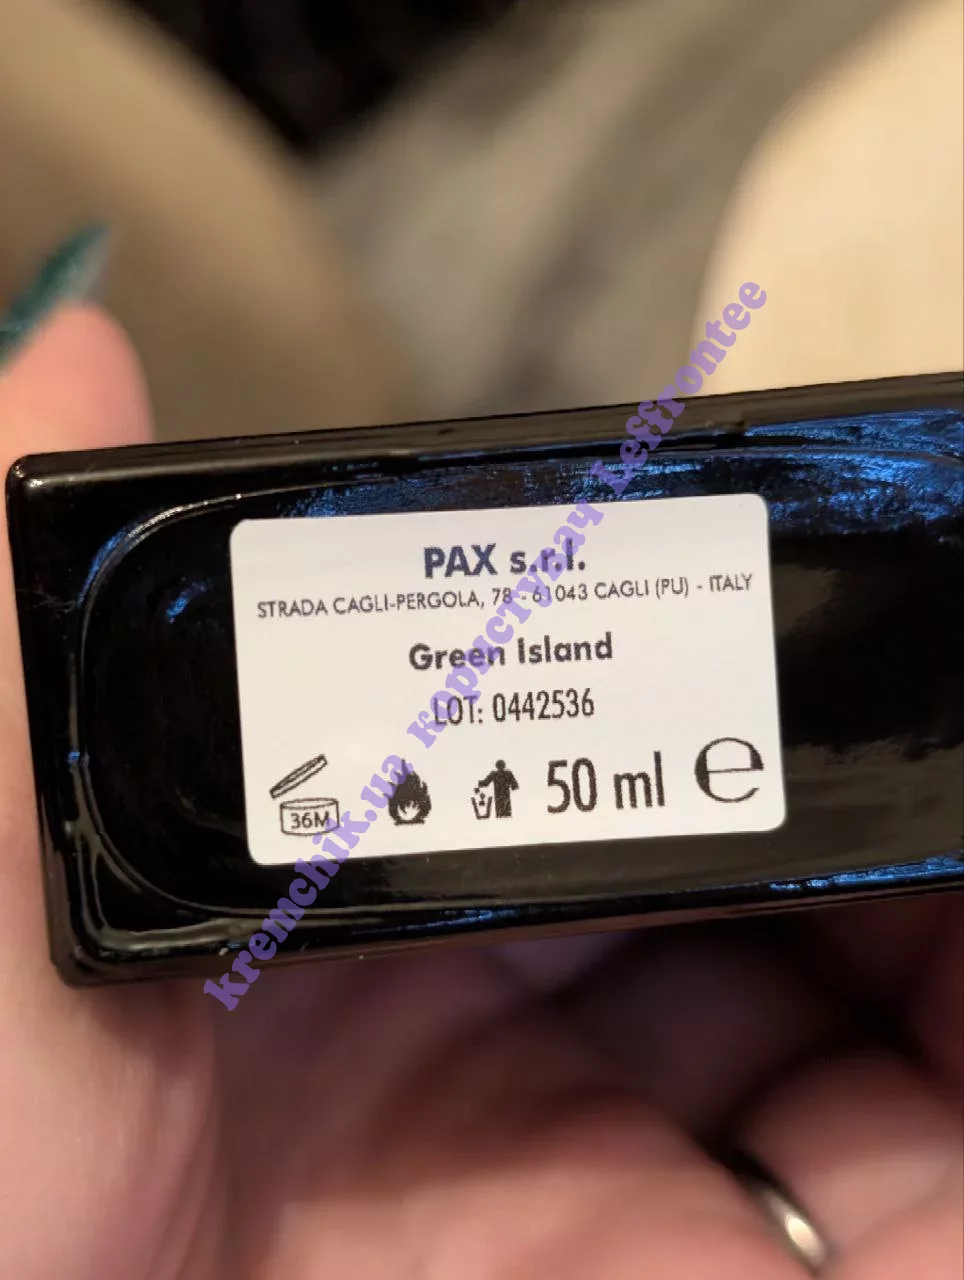 PAX s.r.l.
STRADA CAGLI-PERGOLA, 78 - 61043 CAGLI (PU) - ITALY
Green Island
LOT: 0442536
36M
50 ml e
kremchik.ua користувач Leffrontee